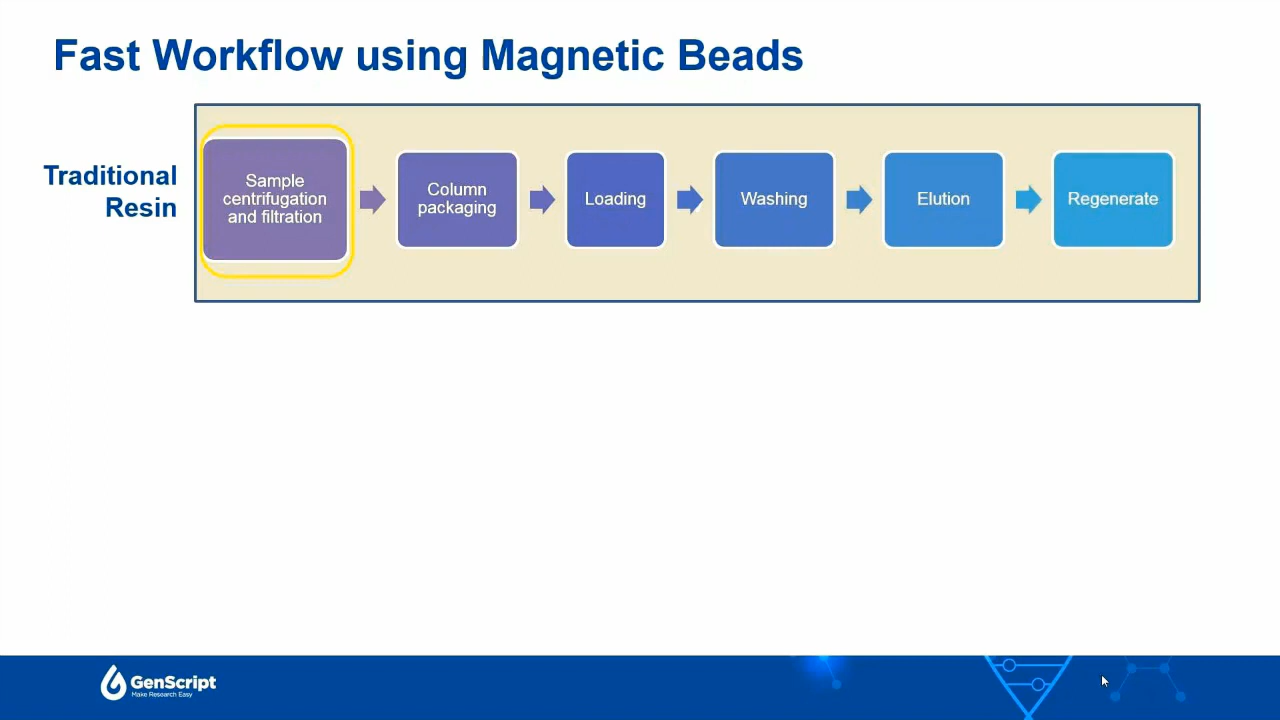 Fast Workflow using Magnetic Beads
Traditional
Resin
Sample
centrifugation
and filtration
Column
packaging
Loading
Washing
Elution
Regenerate
GenScript
Make Research Easy